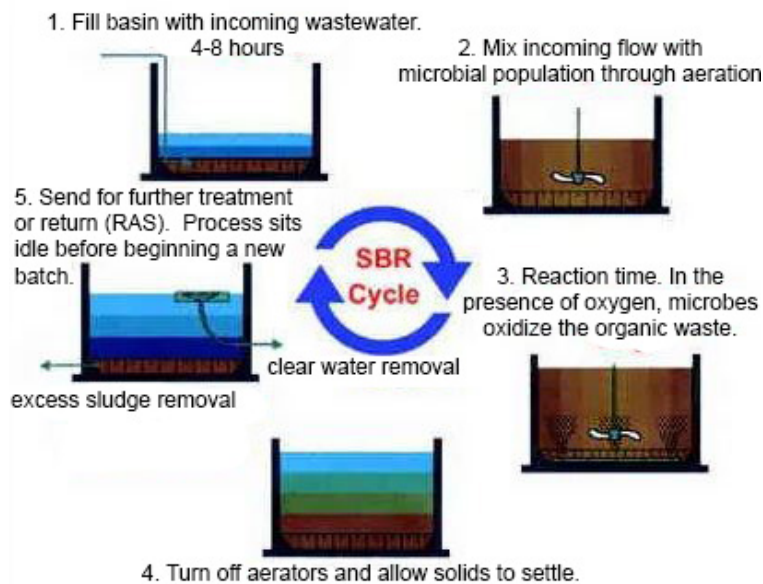 1. Fill basin with incoming wastewater.
4-8 hours
2. Mix incoming flow with
microbial population through aeration
3. Reaction time. In the
presence of oxygen, microbes
oxidize the organic waste.
4. Turn off aerators and allow solids to settle.
5. Send for further treatment
or return (RAS). Process sits
idle before beginning a new
batch.
clear water removal
excess sludge removal
SBR
Cycle